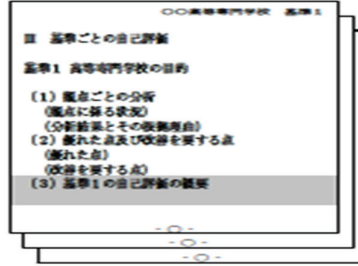 ○○高等専門学校　基準１
Ⅲ　基準ごとの自己評価
基準１　高等専門学校の目的
（１）観点ごとの分析
（観点に係る状況）
（分析結果とその根拠理由）
（２）優れた点及び改善を要する点
（優れた点）
（改善を要する点）
（３）基準１の自己評価の概要
-○-
-○-
-○-